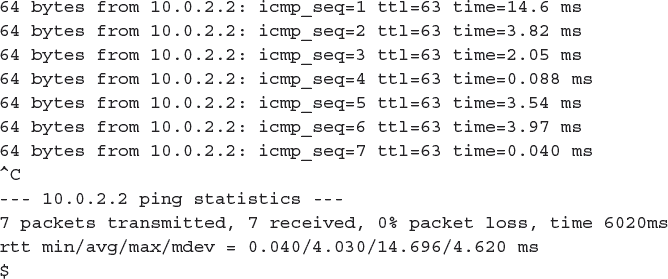 64 bytes from 10.0.2.2: icmp_seq=1 ttl=63 time=14.6 ms
64 bytes from 10.0.2.2: icmp_seq=2 ttl=63 time=3.82 ms
64 bytes from 10.0.2.2: icmp_seq=3 ttl=63 time=2.05 ms
64 bytes from 10.0.2.2: icmp_seq=4 ttl=63 time=0.088 ms
64 bytes from 10.0.2.2: icmp_seq=5 ttl=63 time=3.54 ms
64 bytes from 10.0.2.2: icmp_seq=6 ttl=63 time=3.97 ms
64 bytes from 10.0.2.2: icmp_seq=7 ttl=63 time=0.040 ms
^C
--- 10.0.2.2 ping statistics ---
7 packets transmitted, 7 received, 0% packet loss, time 6020ms
rtt min/avg/max/mdev = 0.040/4.030/14.696/4.620 ms
$